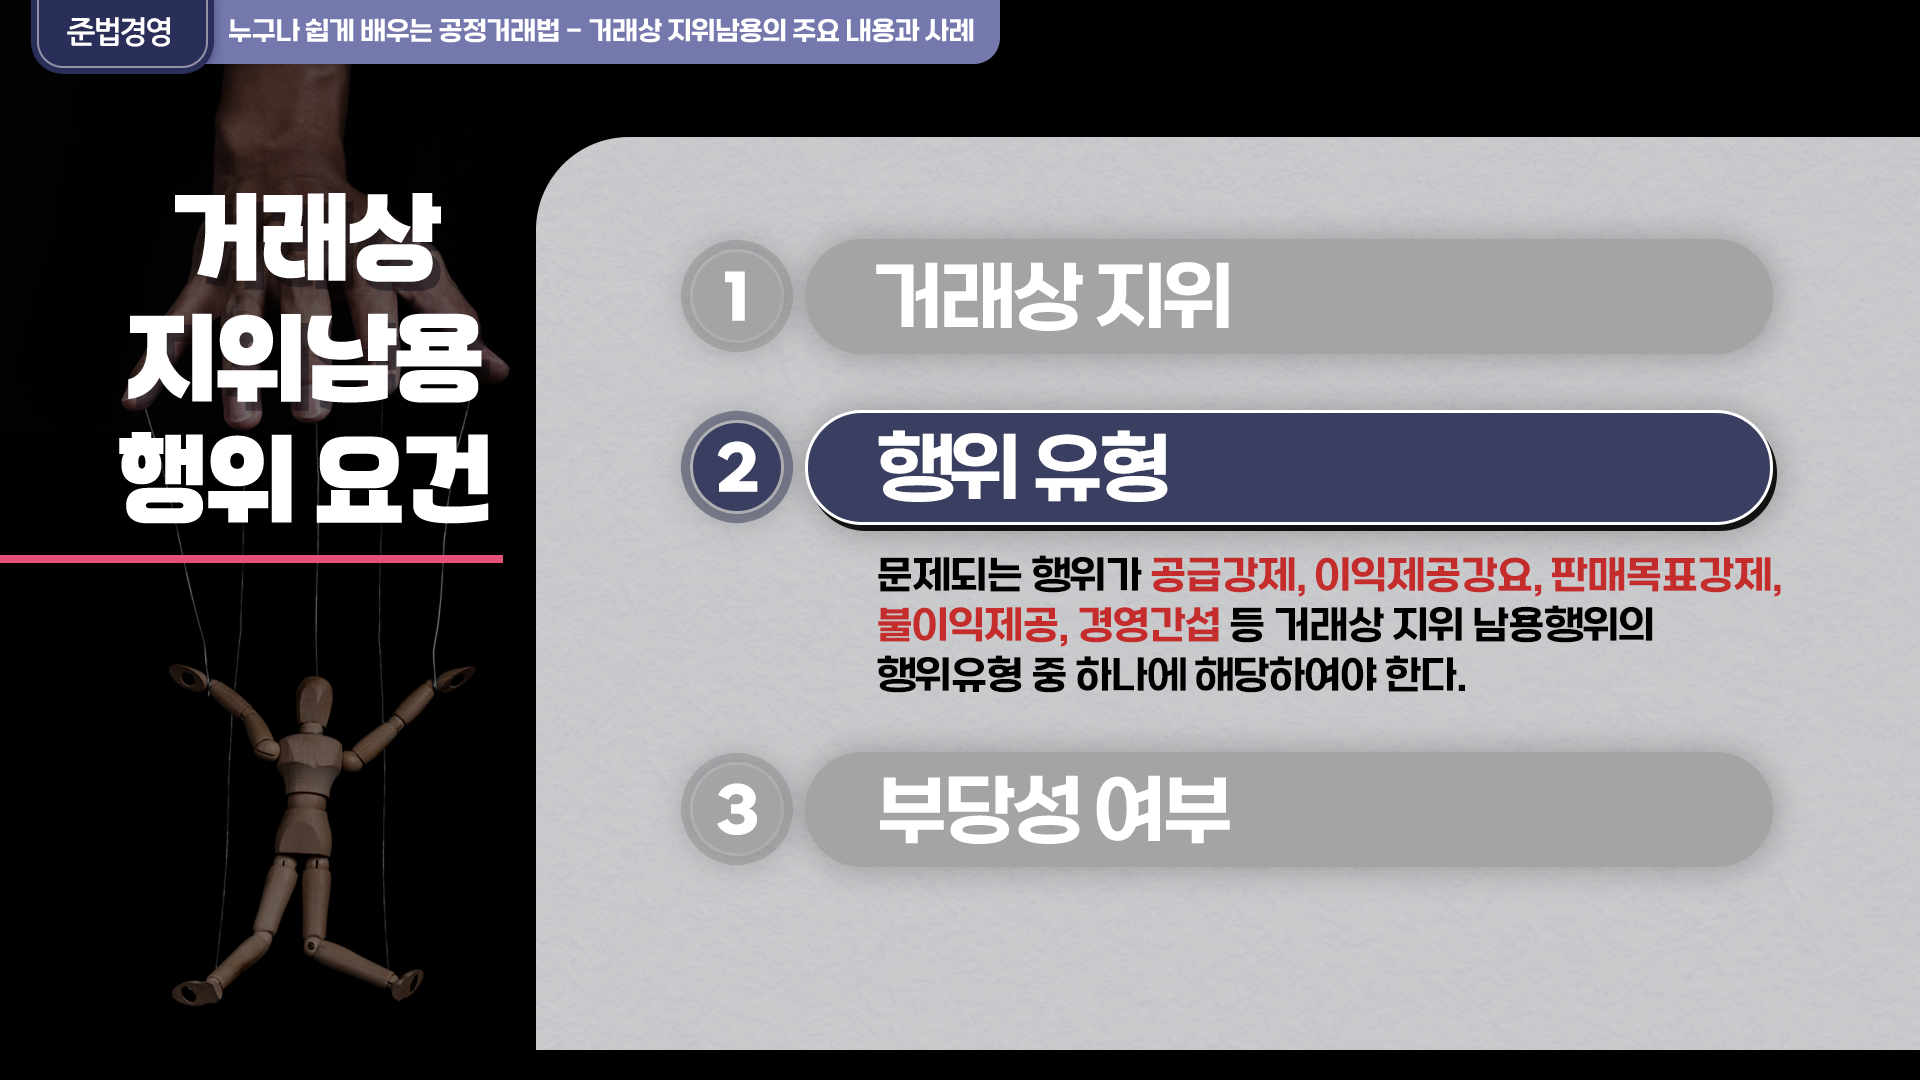 준법경영
누구나 쉽게 배우는 공정거래법 – 거래상 지위남용의 주요 내용과 사례
거래상
지위남용
행위 요건
1 거래상 지위
2 행위 유형
문제되는 행위가 공급강제, 이익제공강요, 판매목표강제,
불이익제공, 경영간섭 등 거래상 지위 남용행위의
행위유형 중 하나에 해당하여야 한다.
3 부당성 여부